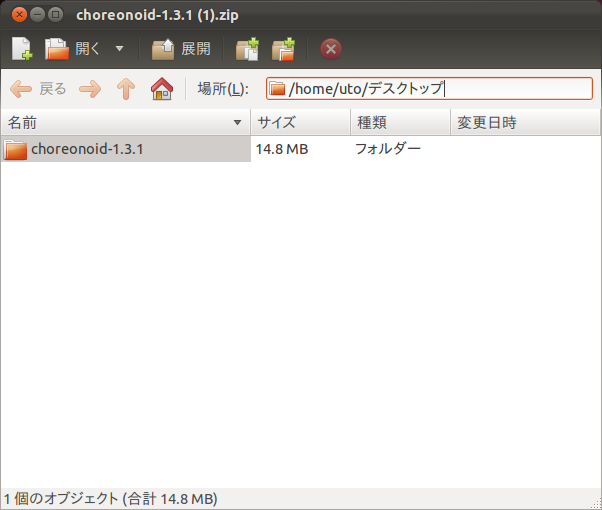 choreonoid-1.3.1 (1).zip
開く 展開
戻る 場所(L): /home/uto/デスクトップ
名前 サイズ 種類 変更日時
choreonoid-1.3.1 14.8 MB フォルダー
1 個のオブジェクト (合計 14.8 MB)